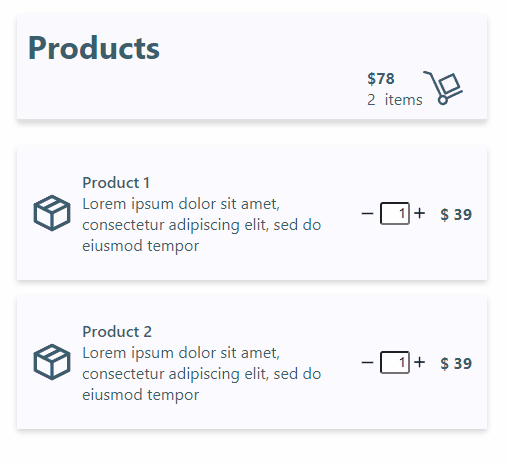 Products
$78
2 items
Product 1
Lorem ipsum dolor sit amet,
consectetur adipiscing elit, sed do
eiusmod tempor
− 1 + $ 39
Product 2
Lorem ipsum dolor sit amet,
consectetur adipiscing elit, sed do
eiusmod tempor
− 1 + $ 39